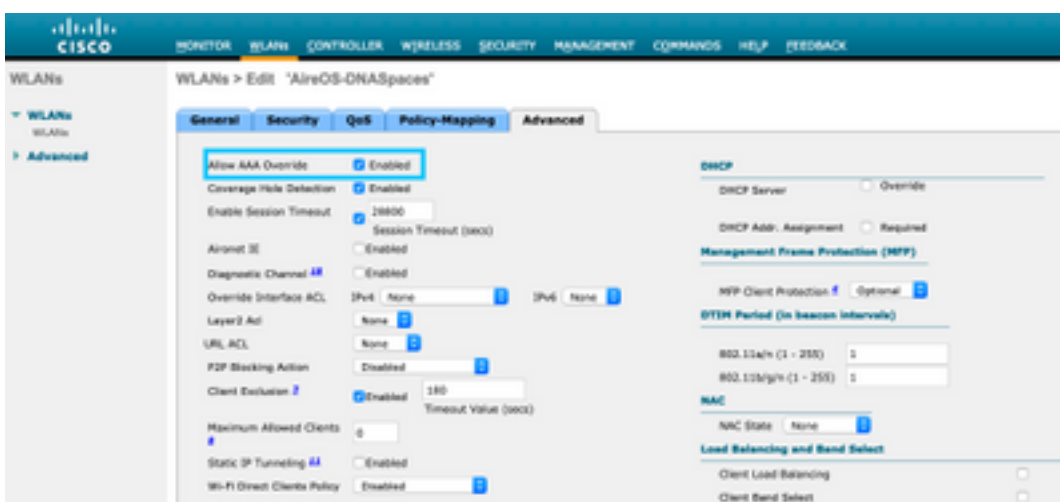 CISCO
MONITOR WLANs CONTROLLER WIRELESS SECURITY MANAGEMENT COMMANDS HELP FEEDBACK
WLANs
WLANs > Edit 'AireOS-DNASpaces'
WLANs
WLANs
Advanced
General Security QoS Policy-Mapping Advanced
Allow AAA Override Enabled
Coverage Hole Detection Enabled
Enable Session Timeout 28800
Session Timeout (secs)
Aironet IE Enabled
Diagnostic Channel 18 Enabled
Override Interface ACL IPv4 None IPv6 None
Layer2 Acl None
URL ACL None
P2P Blocking Action Disabled
Client Exclusion Enabled 180
Timeout Value (secs)
Maximum Allowed Clients 0
Static IP Tunneling 11 Enabled
Wi-Fi Direct Clients Policy Disabled
DHCP
DHCP Server Override
DHCP Addr. Assignment Required
Management Frame Protection (MFP)
MFP Client Protection Optional
DTIM Period (in beacon intervals)
802.11a/n (1 - 255) 1
802.11b/g/n (1 - 255) 1
NAC
NAC State None
Load Balancing and Band Select
Client Load Balancing
Client Band Select